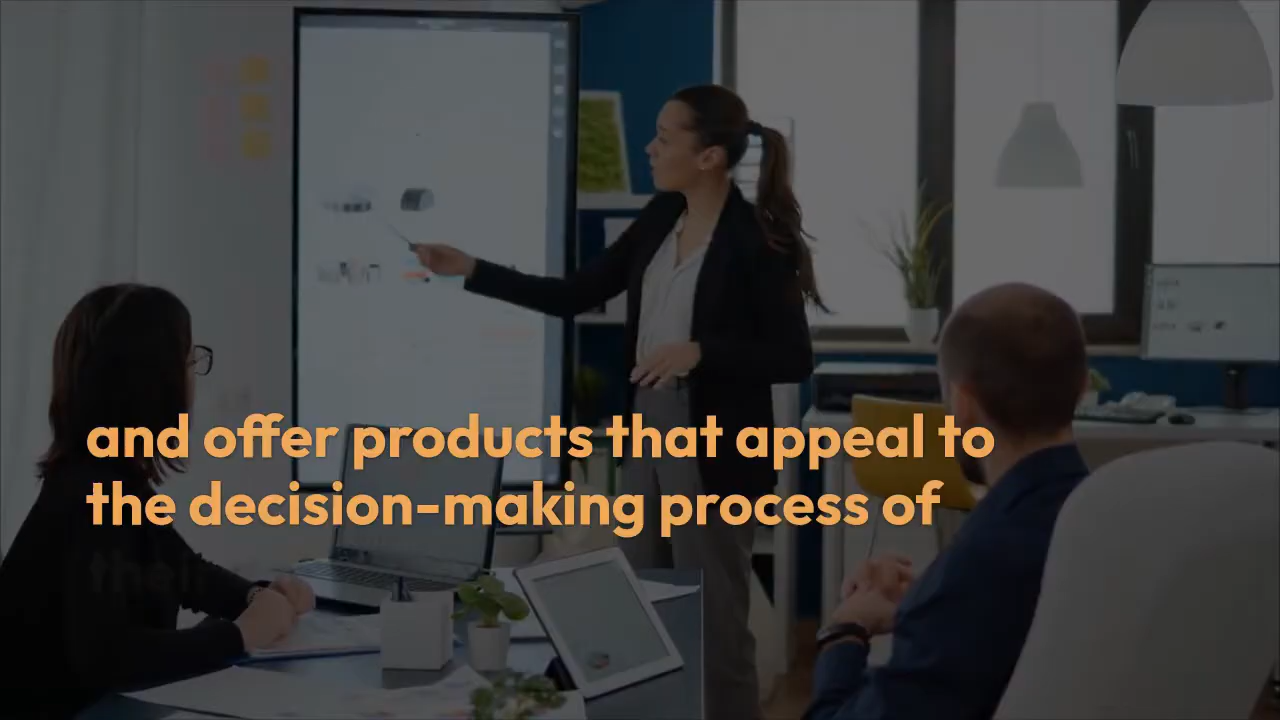 and offer products that appeal to
the decision-making process of